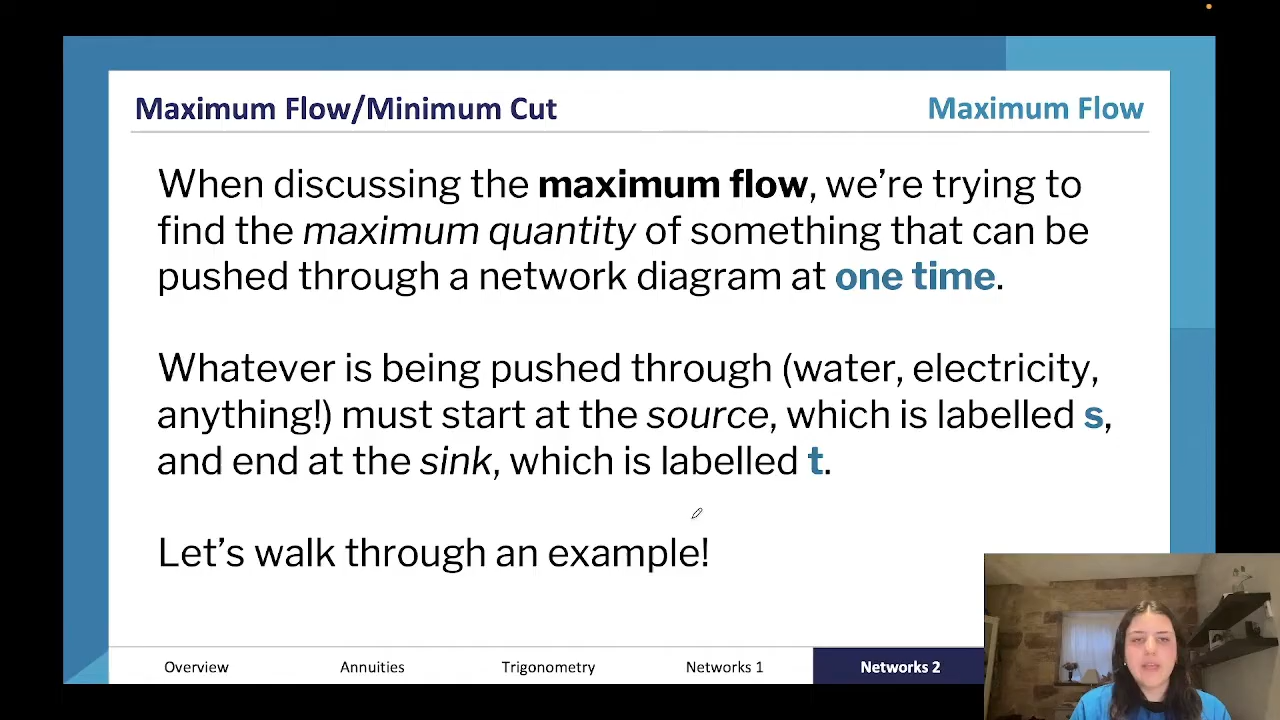 Maximum Flow/Minimum Cut
Maximum Flow
When discussing the maximum flow, we’re trying to
find the maximum quantity of something that can be
pushed through a network diagram at one time.
Whatever is being pushed through (water, electricity,
anything!) must start at the source, which is labelled s,
and end at the sink, which is labelled t.
Let’s walk through an example!
Overview
Annuities
Trigonometry
Networks 1
Networks 2